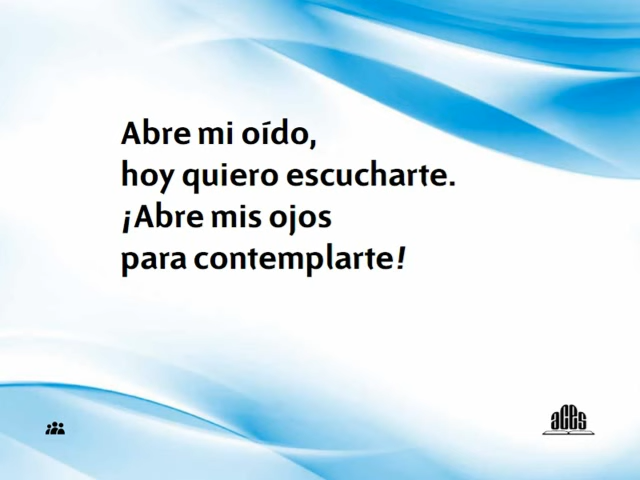 Abre mi oído,
hoy quiero escucharte.
¡Abre mis ojos
para contemplarte!
aces